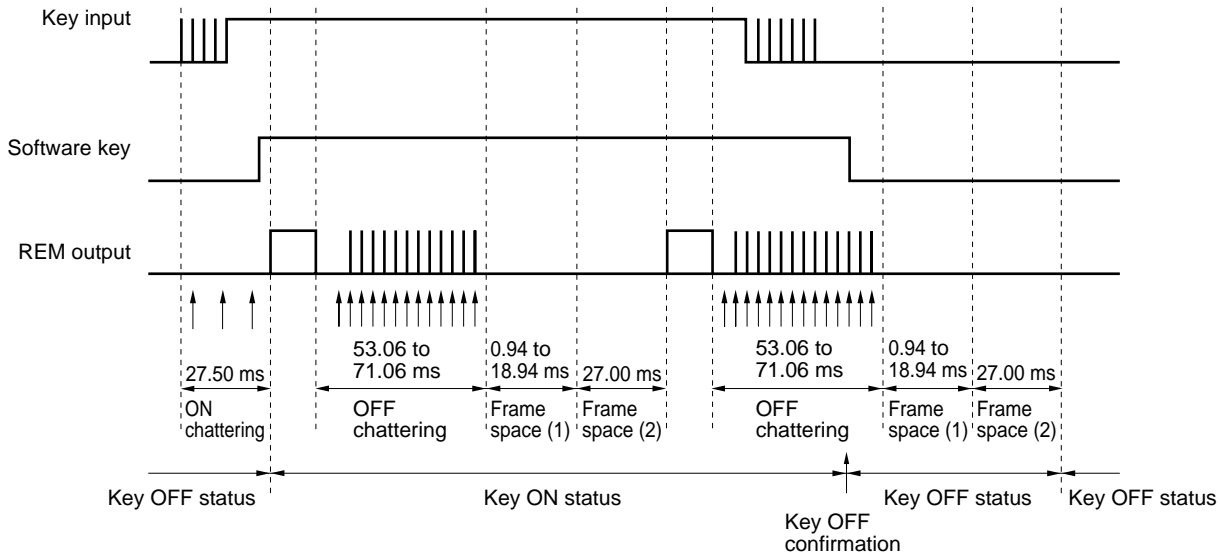 Key input
Software key
REM output
27.50 ms
53.06 to
71.06 ms
0.94 to
18.94 ms
27.00 ms
53.06 to
71.06 ms
0.94 to
18.94 ms
27.00 ms
ON
chattering
OFF
chattering
Frame
space (1)
Frame
space (2)
OFF
chattering
Frame
space (1)
Frame
space (2)
Key OFF status
Key ON status
Key OFF status
Key OFF status
Key OFF
confirmation